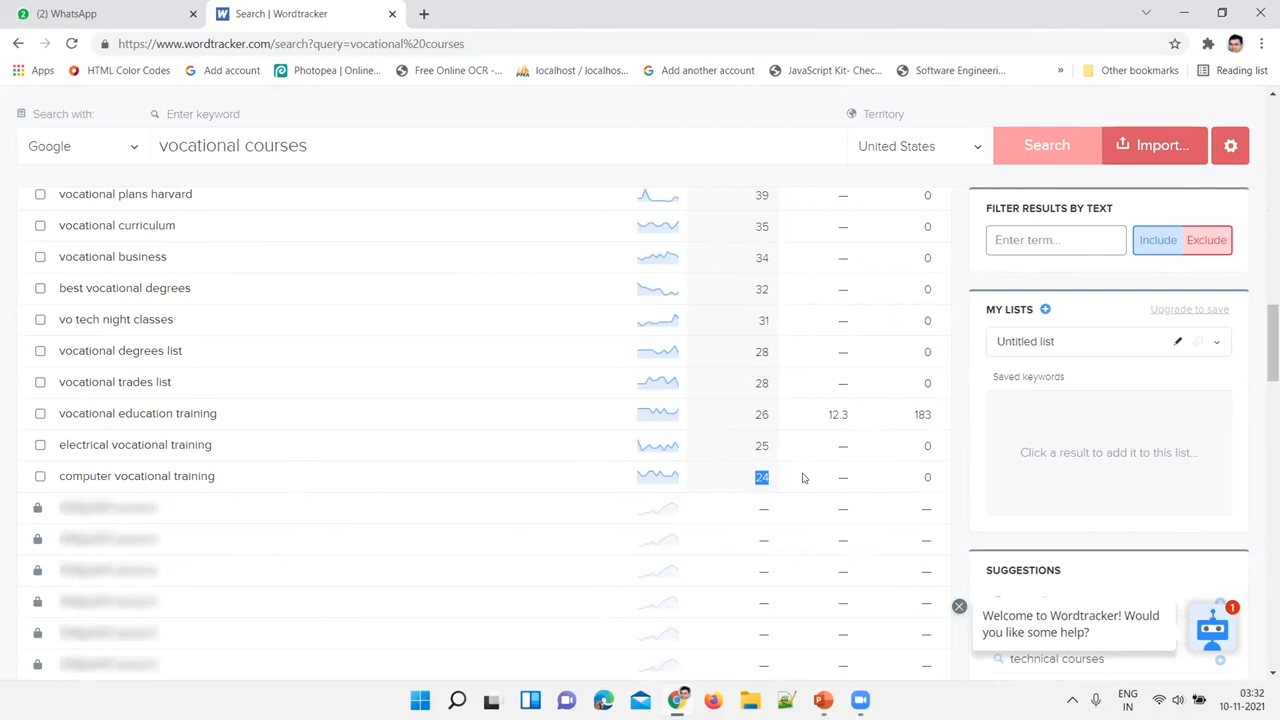 (2) WhatsApp
Search | Wordtracker
https://www.wordtracker.com/search?query=vocational%20courses
Apps
HTML Color Codes
Add account
Photopea | Online...
Free Online OCR -...
localhost / localhos...
Add another account
JavaScript Kit- Chec...
Software Engineeri...
»
Other bookmarks
Reading list
Search with:
Enter keyword
Territory
Google
vocational courses
United States
Search
Import...
vocational plans harvard 39 — 0
vocational curriculum 35 — 0
vocational business 34 — 0
best vocational degrees 32 — 0
vo tech night classes 31 — 0
vocational degrees list 28 — 0
vocational trades list 28 — 0
vocational education training 26 12.3 183
electrical vocational training 25 — 0
computer vocational training 24 — 0
— — —
— — —
— — —
— — —
— — —
— — —
FILTER RESULTS BY TEXT
Enter term...
Include
Exclude
MY LISTS
Upgrade to save
Untitled list
Saved keywords
Click a result to add it to this list...
SUGGESTIONS
Welcome to Wordtracker! Would
you like some help?
1
technical courses
ENG
IN
03:32
10-11-2021